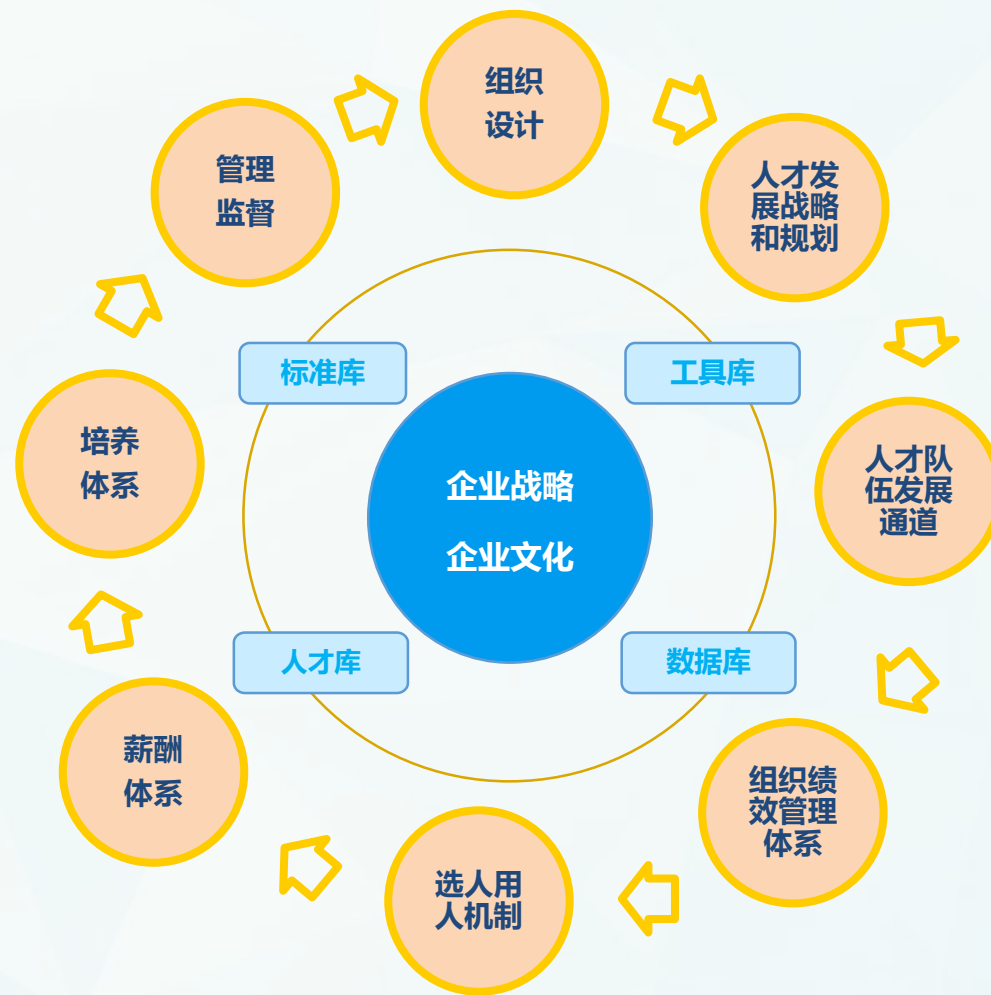 组织
设计
人才发
展战略
和规划
人才队
伍发展
通道
组织绩
效管理
体系
选人用
人机制
薪酬
体系
培养
体系
管理
监督
标准库
工具库
人才库
数据库
企业战略
企业文化